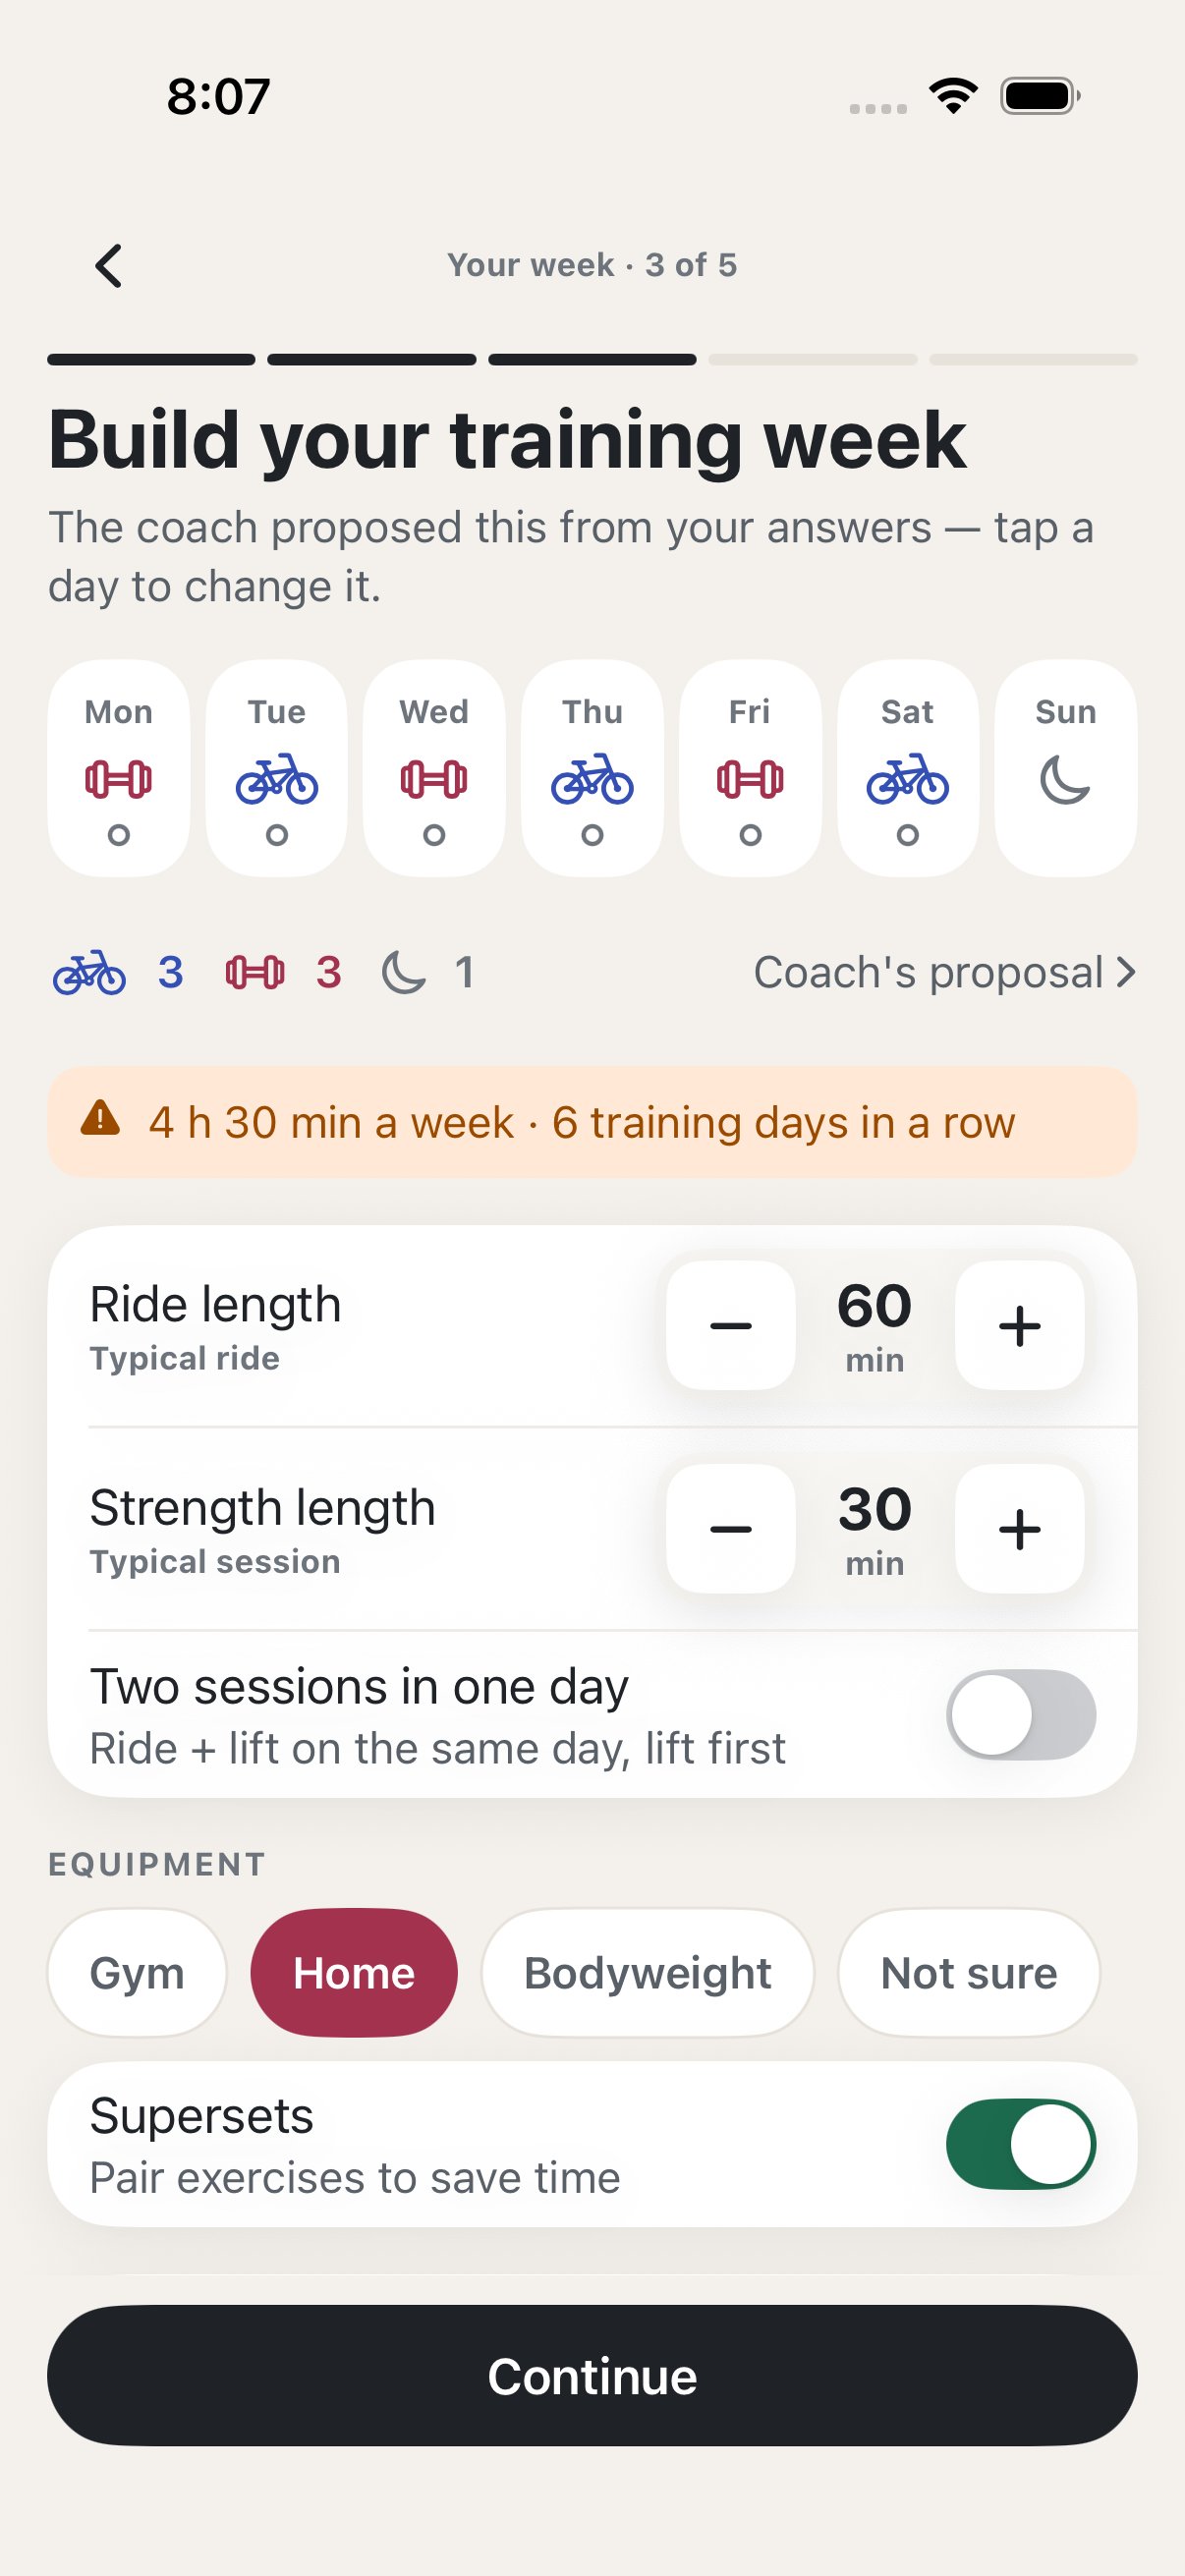 8:07
Your week · 3 of 5
Build your training week
The coach proposed this from your answers — tap a
day to change it.
Mon Tue Wed Thu Fri Sat Sun
3 3 1 Coach's proposal
4 h 30 min a week · 6 training days in a row
Ride length
Typical ride
60
min
Strength length
Typical session
30
min
Two sessions in one day
Ride + lift on the same day, lift first
EQUIPMENT
Gym Home Bodyweight Not sure
Supersets
Pair exercises to save time
Continue